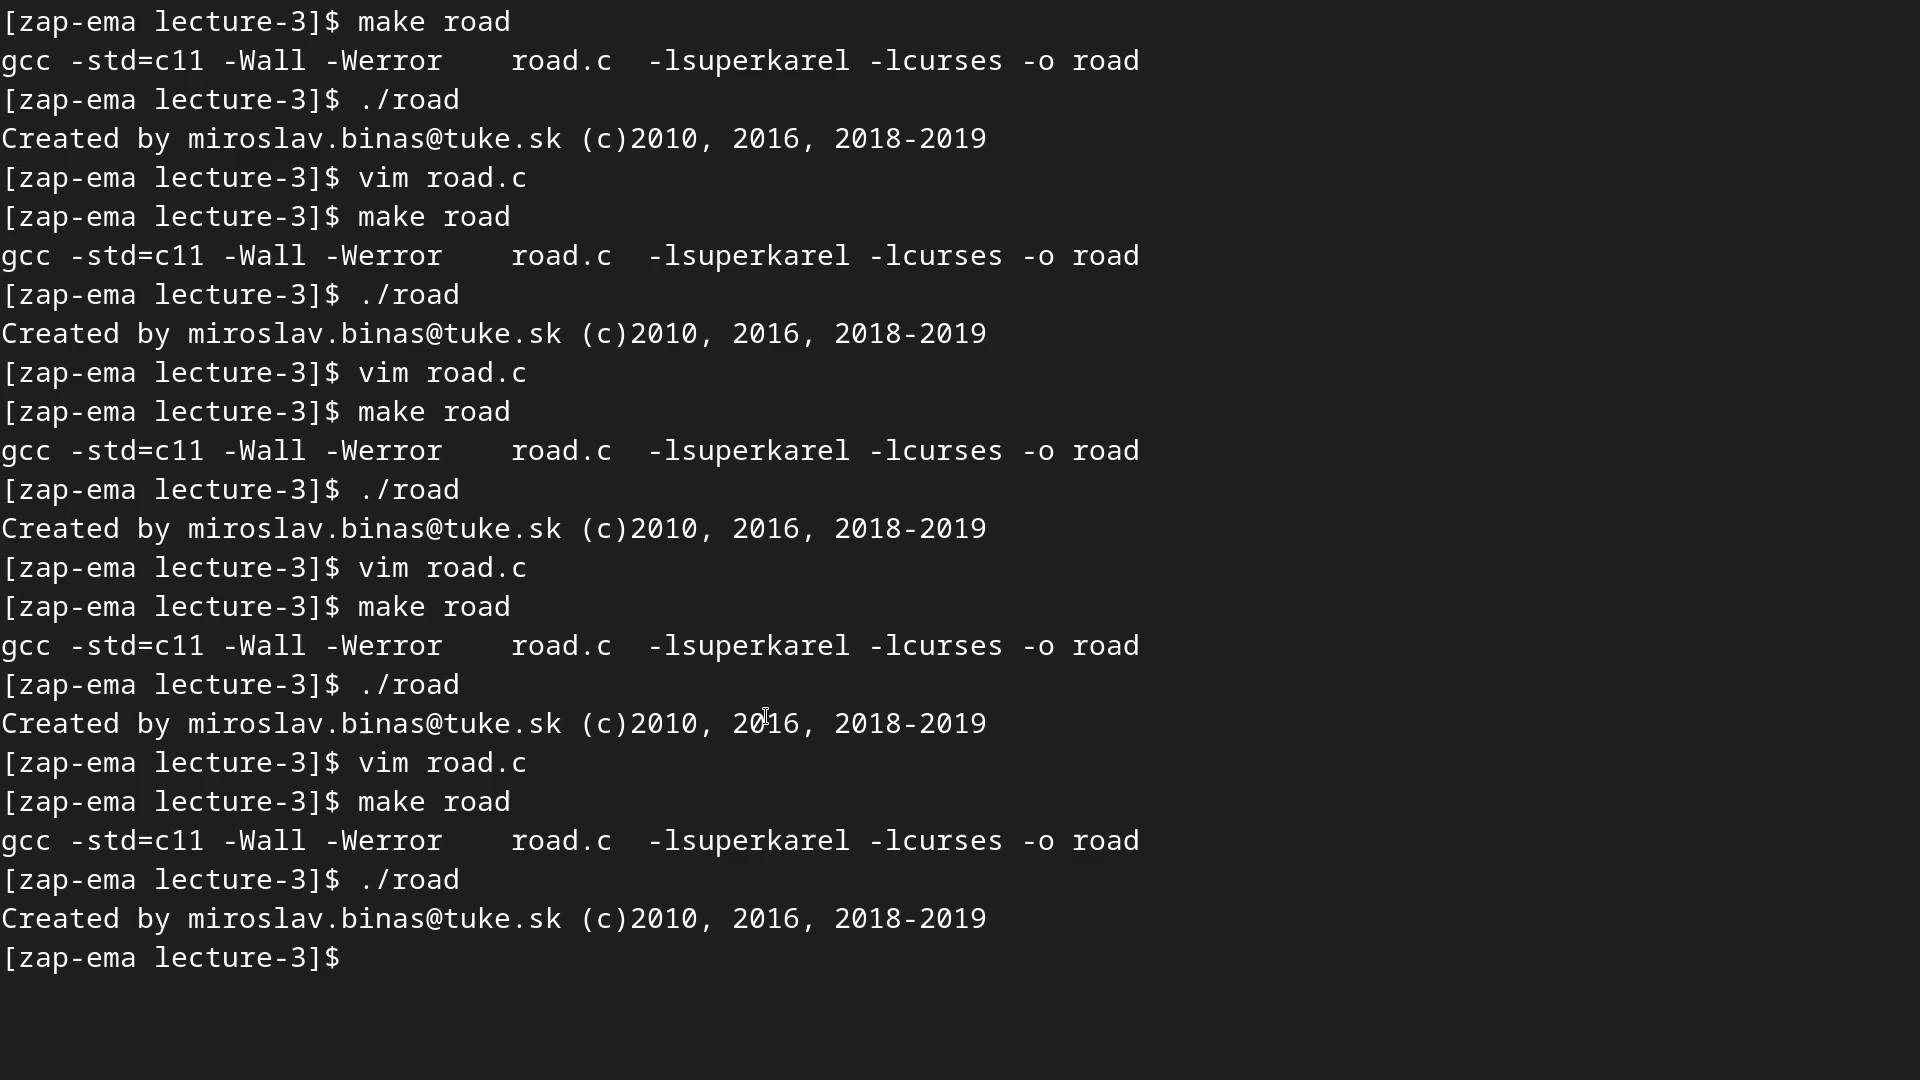 [zap-ema lecture-3]$ make road
gcc -std=c11 -Wall -Werror    road.c  -lsuperkarel -lcurses -o road
[zap-ema lecture-3]$ ./road
Created by miroslav.binas@tuke.sk (c)2010, 2016, 2018-2019
[zap-ema lecture-3]$ vim road.c
[zap-ema lecture-3]$ make road
gcc -std=c11 -Wall -Werror    road.c  -lsuperkarel -lcurses -o road
[zap-ema lecture-3]$ ./road
Created by miroslav.binas@tuke.sk (c)2010, 2016, 2018-2019
[zap-ema lecture-3]$ vim road.c
[zap-ema lecture-3]$ make road
gcc -std=c11 -Wall -Werror    road.c  -lsuperkarel -lcurses -o road
[zap-ema lecture-3]$ ./road
Created by miroslav.binas@tuke.sk (c)2010, 2016, 2018-2019
[zap-ema lecture-3]$ vim road.c
[zap-ema lecture-3]$ make road
gcc -std=c11 -Wall -Werror    road.c  -lsuperkarel -lcurses -o road
[zap-ema lecture-3]$ ./road
Created by miroslav.binas@tuke.sk (c)2010, 2016, 2018-2019
[zap-ema lecture-3]$ vim road.c
[zap-ema lecture-3]$ make road
gcc -std=c11 -Wall -Werror    road.c  -lsuperkarel -lcurses -o road
[zap-ema lecture-3]$ ./road
Created by miroslav.binas@tuke.sk (c)2010, 2016, 2018-2019
[zap-ema lecture-3]$